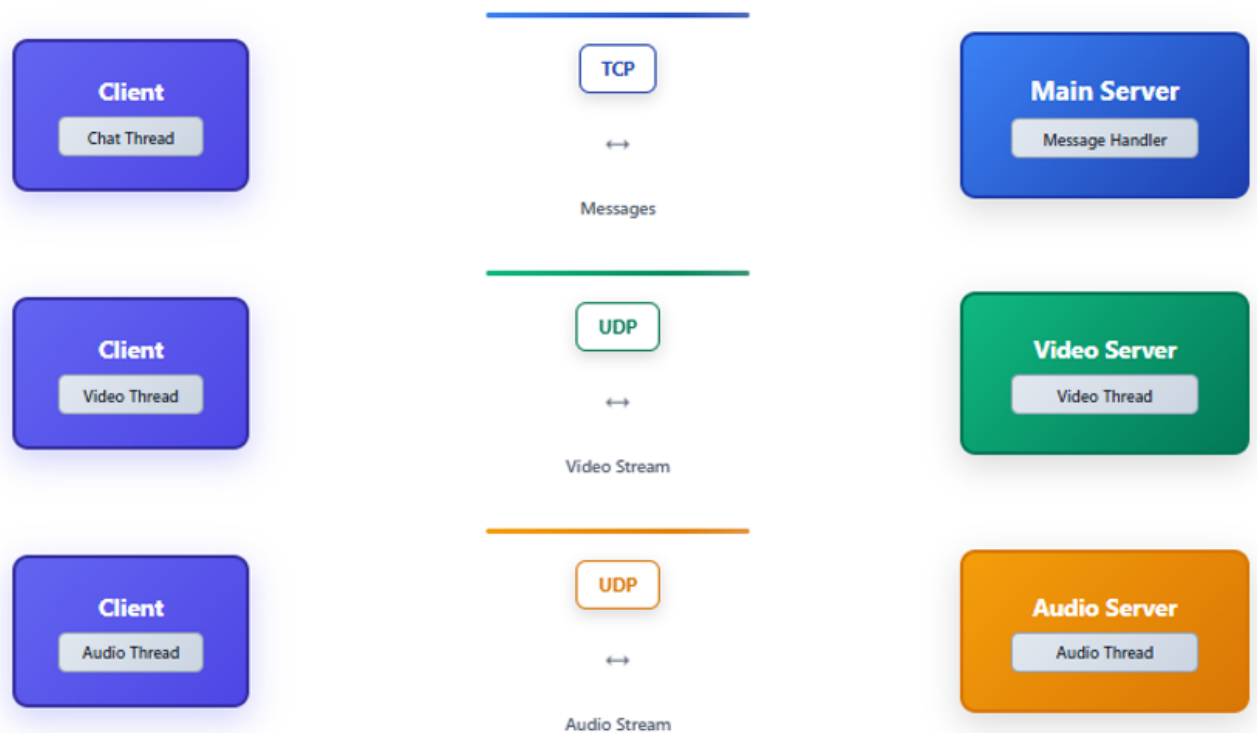 TCP
Client
Main Server
Chat Thread
Message Handler
↔
Messages
UDP
Client
Video Server
Video Thread
Video Thread
↔
Video Stream
UDP
Client
Audio Server
Audio Thread
Audio Thread
↔
Audio Stream